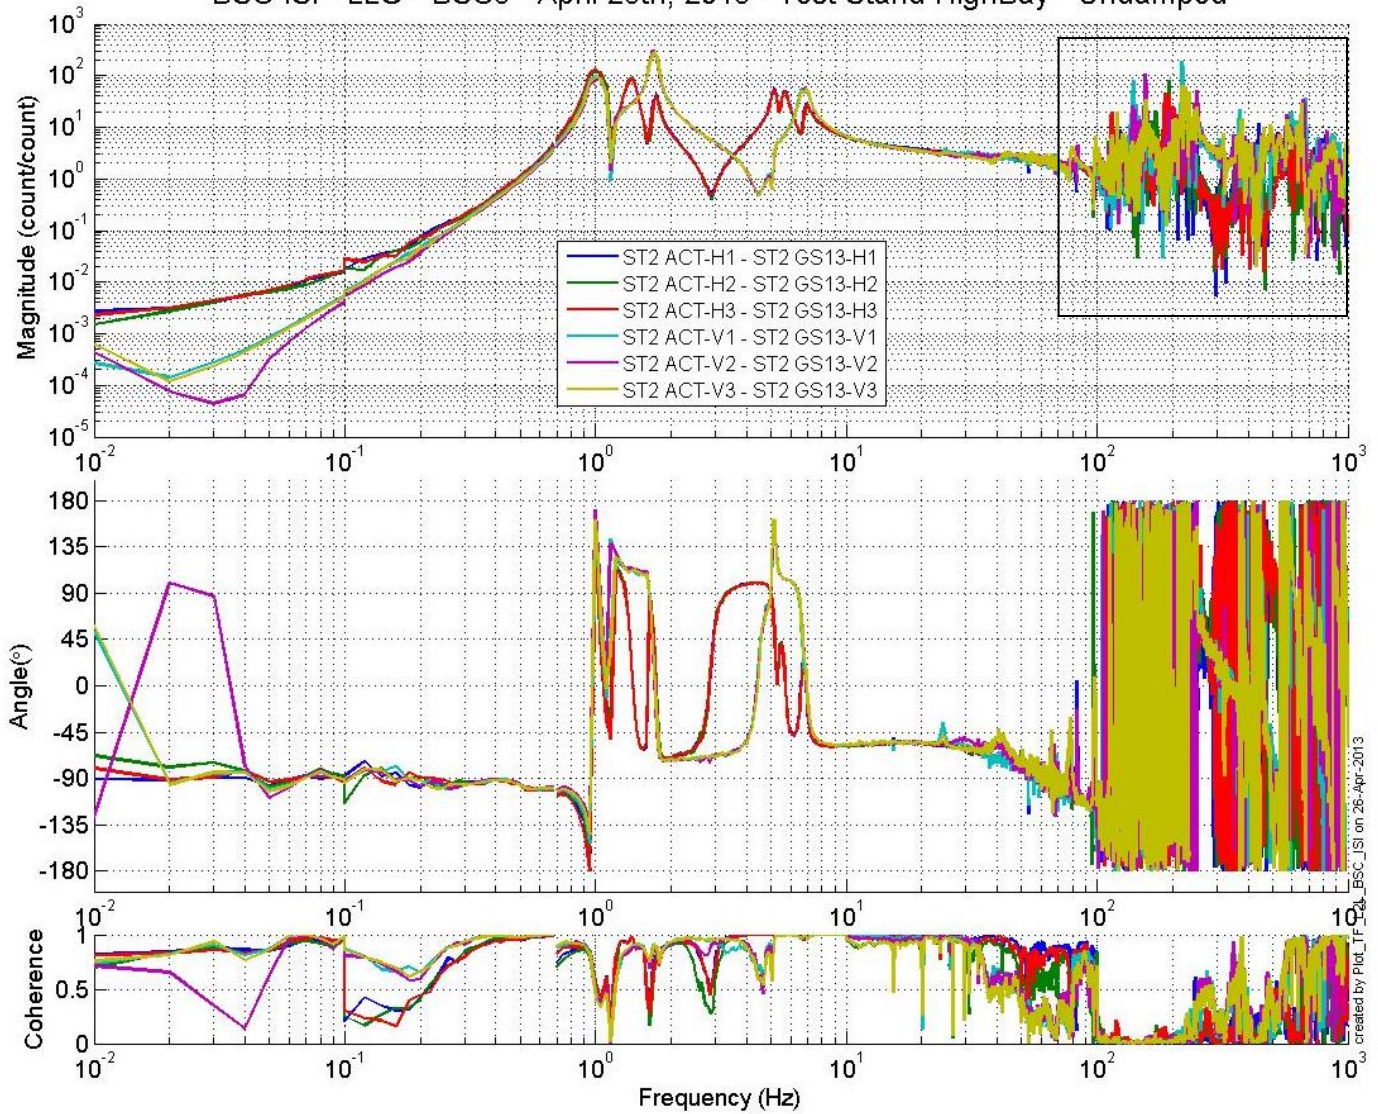 10^3
10^2
10^1
10^0
10^-1
10^-2
10^-3
10^-4
10^-5
Magnitude (count/count)
ST2 ACT-H1 - ST2 GS13-H1
ST2 ACT-H2 - ST2 GS13-H2
ST2 ACT-H3 - ST2 GS13-H3
ST2 ACT-V1 - ST2 GS13-V1
ST2 ACT-V2 - ST2 GS13-V2
ST2 ACT-V3 - ST2 GS13-V3
10^-2 10^-1 10^0 10^1 10^2 10^3
180
135
90
45
0
-45
-90
-135
-180
Angle(°)
10^-2 10^-1 10^0 10^1 10^2 10^3
1
0.5
0
Coherence
10^-2 10^-1 10^0 10^1 10^2 10^3
Frequency (Hz)
BSC_ISI on 26-Apr-2013
created by Plot_TF